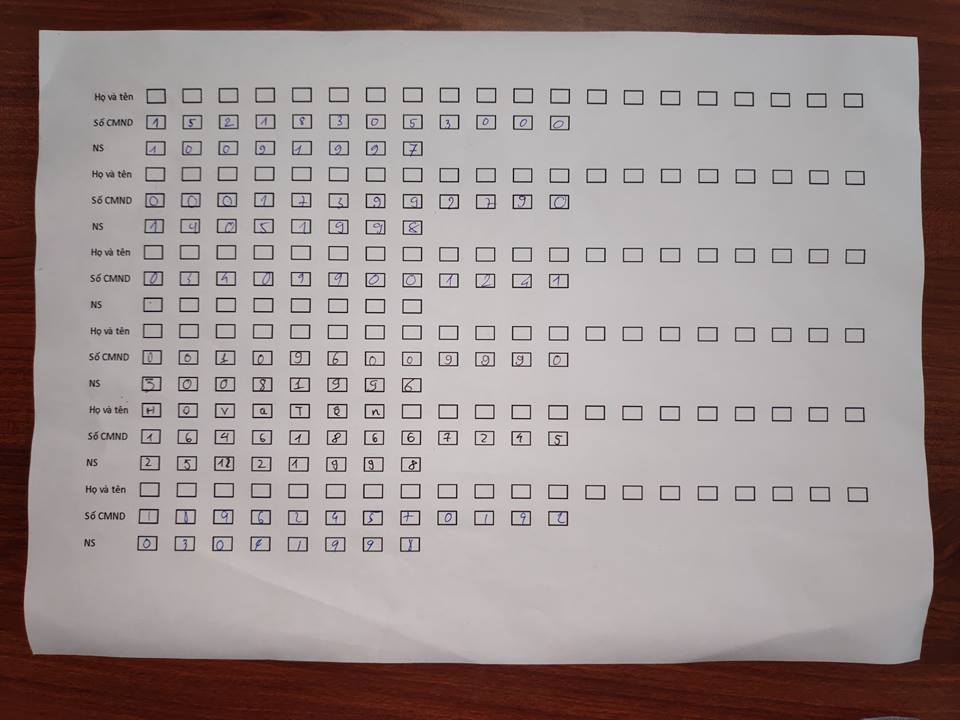 Họ và tên
Số CMND 1 5 2 1 8 3 0 5 3 0 0 0
NS 1 0 0 9 1 9 9 7
Họ và tên
Số CMND 0 0 0 1 7 3 9 9 2 7 9 0
NS 1 4 0 5 1 9 9 8
Họ và tên
Số CMND 0 3 4 0 9 9 0 0 1 2 4 1
NS
Họ và tên
Số CMND 0 0 1 0 9 6 0 0 9 9 9 0
NS 3 0 0 8 1 9 9 6
Họ và tên H O V a T Ê n
Số CMND 1 6 4 6 1 8 6 6 7 2 4 5
NS 2 5 12 2 1 9 9 8
Họ và tên
Số CMND 1 8 9 6 2 4 5 7 0 1 9 2
NS 0 3 0 1 9 9 8